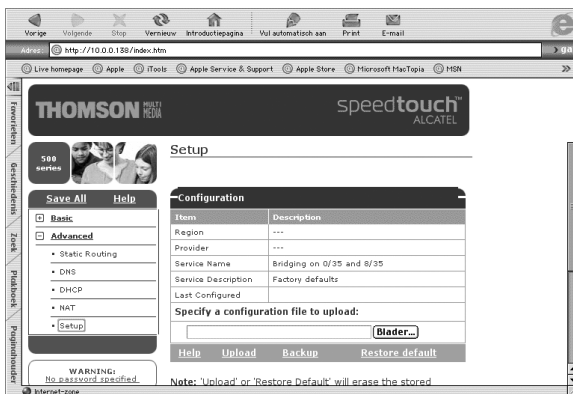 Vorige Volgende Stop Vernieuw Introductiepagina Vul automatisch aan Print E-mail
Adres: http://10.0.0.138/index.htm ga
Live homepage Apple iTools Apple Service & Support Apple Store Microsoft MacTopia MSN
Favorieten
Geschiedenis
Zoek
Plakboek
Paginahouder
THOMSON MULTI MEDIA
speedtouch™
ALCATEL
500
series
Setup
Save All Help
Basic
Advanced
Static Routing
DNS
DHCP
NAT
Setup
WARNING:
No password specified.
Configuration
Item Description
Region ---
Provider ---
Service Name Bridging on 0/35 and 8/35
Service Description Factory defaults
Last Configured
Specify a configuration file to upload:
Blader...
Help Upload Backup Restore default
Note: 'Upload' or 'Restore Default' will erase the stored
Internet-zone